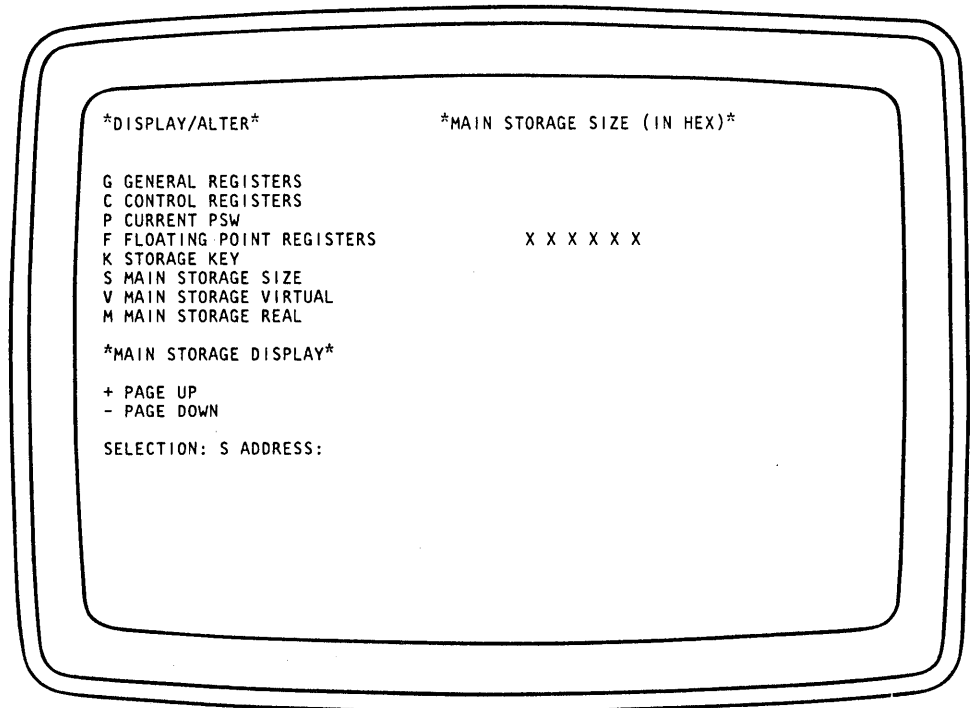 *DISPLAY/ALTER* *MAIN STORAGE SIZE (IN HEX)*
G GENERAL REGISTERS
C CONTROL REGISTERS
P CURRENT PSW
F FLOATING POINT REGISTERS X X X X X X
K STORAGE KEY
S MAIN STORAGE SIZE
V MAIN STORAGE VIRTUAL
M MAIN STORAGE REAL
*MAIN STORAGE DISPLAY*
+ PAGE UP
- PAGE DOWN
SELECTION: S ADDRESS: